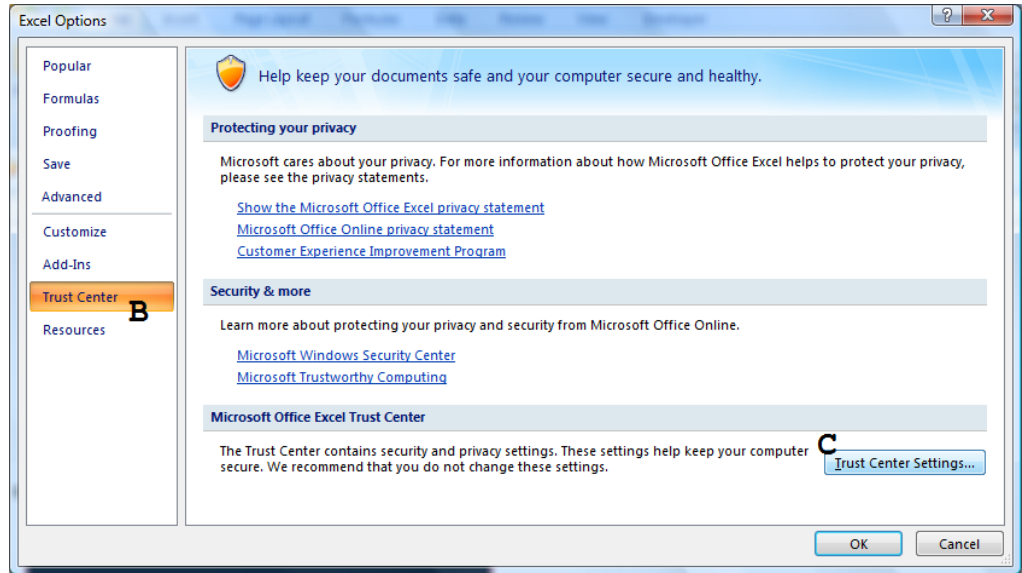 Excel Options
Popular
Formulas
Proofing
Save
Advanced
Customize
Add-Ins
Trust Center
B
Resources
Help keep your documents safe and your computer secure and healthy.
Protecting your privacy
Microsoft cares about your privacy. For more information about how Microsoft Office Excel helps to protect your privacy,
please see the privacy statements.
Show the Microsoft Office Excel privacy statement
Microsoft Office Online privacy statement
Customer Experience Improvement Program
Security & more
Learn more about protecting your privacy and security from Microsoft Office Online.
Microsoft Windows Security Center
Microsoft Trustworthy Computing
Microsoft Office Excel Trust Center
The Trust Center contains security and privacy settings. These settings help keep your computer
secure. We recommend that you do not change these settings.
C
Trust Center Settings...
OK
Cancel